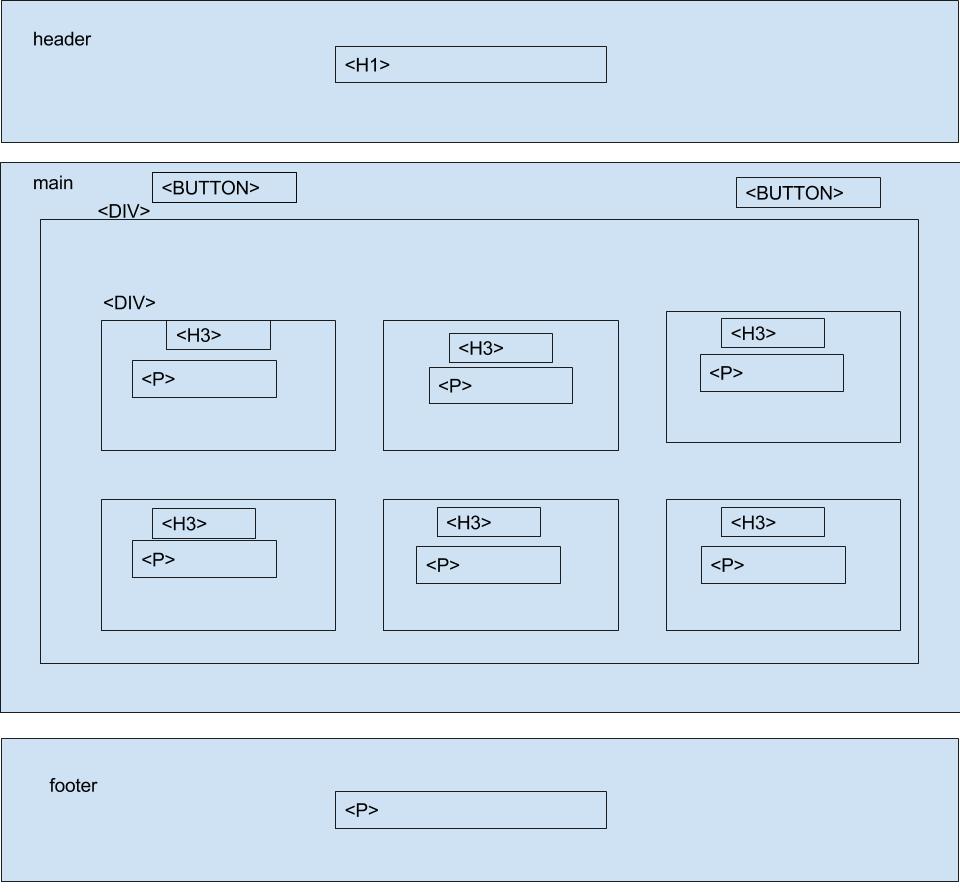 header
<H1>
main
<BUTTON>
<BUTTON>
<DIV>
<DIV>
<H3>
<P>
<H3>
<P>
<H3>
<P>
<H3>
<P>
<H3>
<P>
<H3>
<P>
footer
<P>